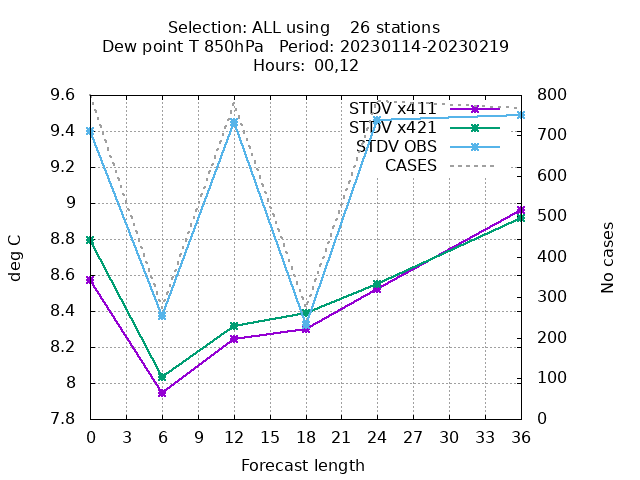 Selection: ALL using 26 stations
Dew point T 850hPa Period: 20230114-20230219
Hours: 00,12
9.6
9.4
9.2
9
8.8
8.6
8.4
8.2
8
7.8
deg C
STDV x411
STDV x421
STDV OBS
CASES
800
700
600
500
400
300
200
100
0
No cases
0 3 6 9 12 15 18 21 24 27 30 33 36
Forecast length